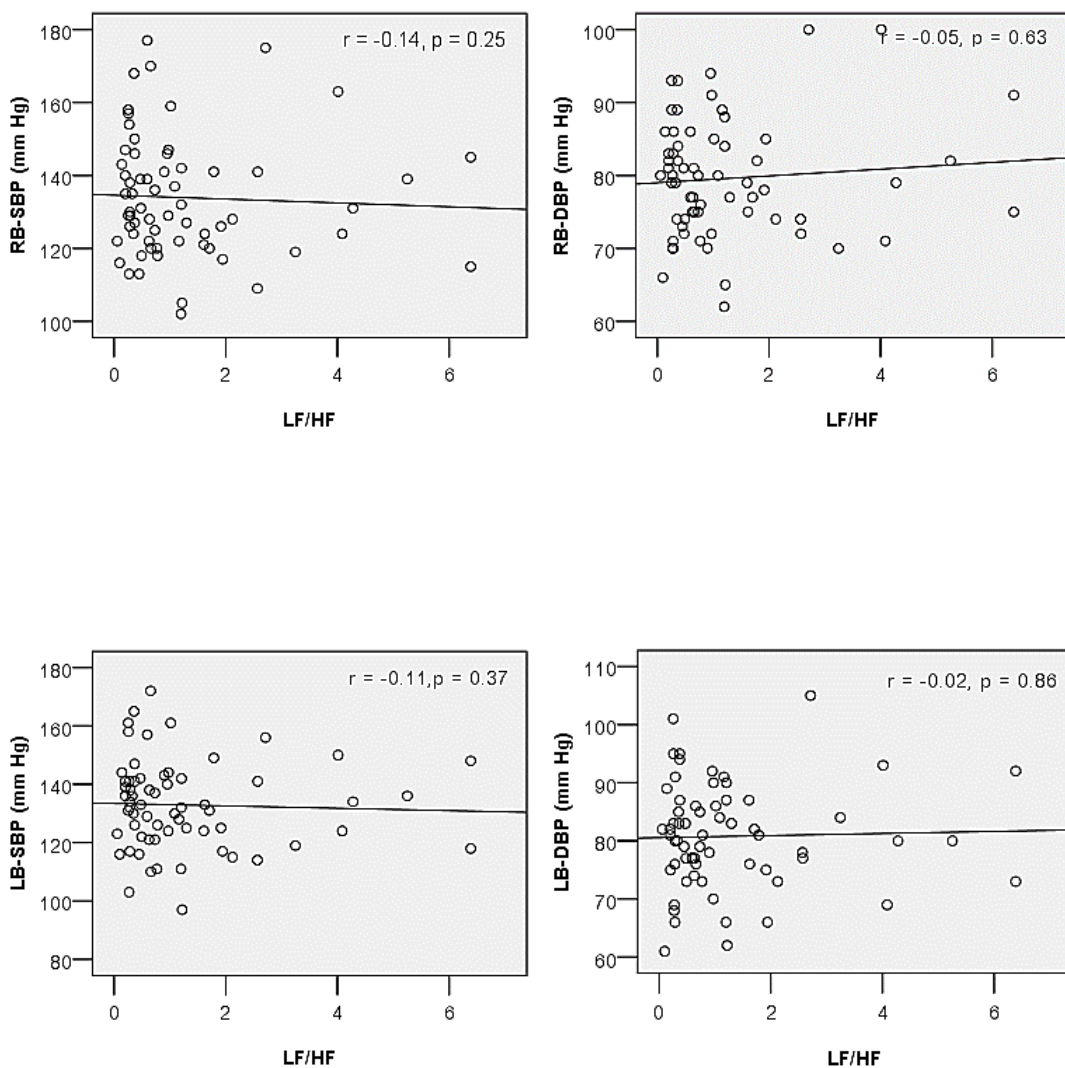 180
160
140
120
100
RB-SBP (mm Hg)
r = -0.14, p = 0.25
0 2 4 6
LF/HF
100
90
80
70
60
RB-DBP (mm Hg)
r = -0.05, p = 0.63
0 2 4 6
LF/HF
180
160
140
120
100
80
LB-SBP (mm Hg)
r = -0.11,p = 0.37
0 2 4 6
LF/HF
110
100
90
80
70
60
LB-DBP (mm Hg)
r = -0.02, p = 0.86
0 2 4 6
LF/HF